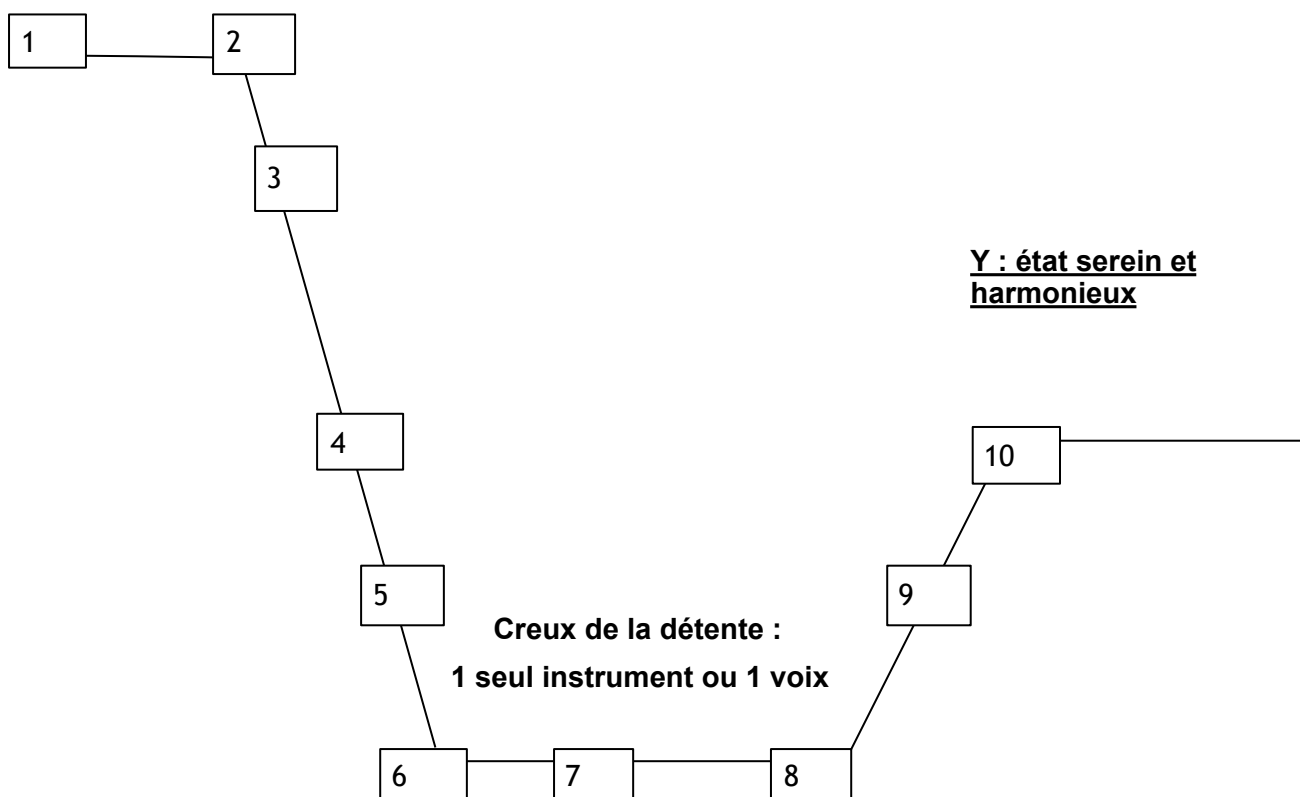 1
2
3
Y : état serein et
harmonieux
4
10
5
9
Creux de la détente :
1 seul instrument ou 1 voix
6
7
8